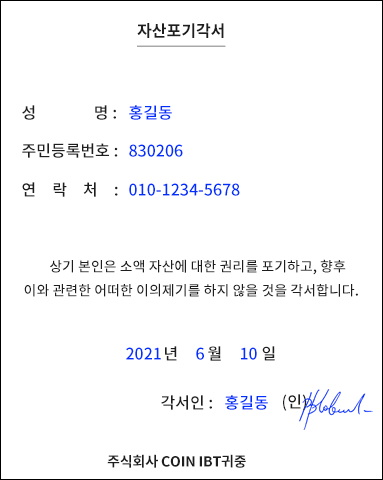 자산포기각서
성 명 : 홍길동
주민등록번호 : 830206
연 락 처 : 010-1234-5678
상기 본인은 소액 자산에 대한 권리를 포기하고, 향후
이와 관련한 어떠한 이의제기를 하지 않을 것을 각서합니다.
2021년 6월 10일
각서인 : 홍길동 (인)
주식회사 COIN IBT귀중